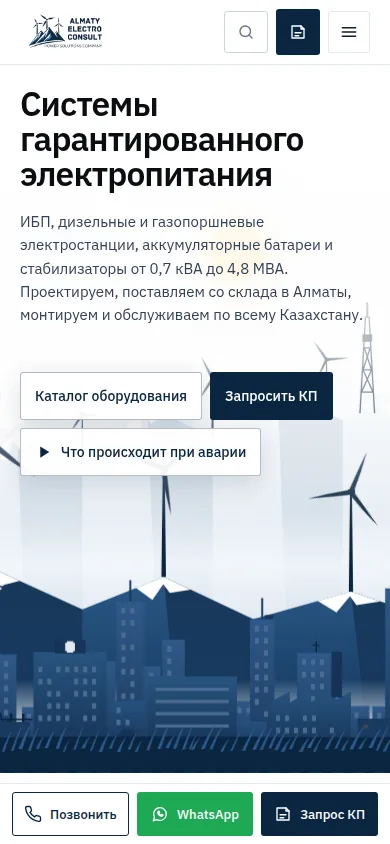 ALMATY
ELECTRO
CONSULT
POWER SOLUTIONS COMPANY
Системы
гарантированного
электропитания
ИБП, дизельные и газопоршневые
электростанции, аккумуляторные батареи и
стабилизаторы от 0,7 кВА до 4,8 МВА.
Проектируем, поставляем со склада в Алматы,
монтируем и обслуживаем по всему Казахстану.
Каталог оборудования
Запросить КП
Что происходит при аварии
Позвонить
WhatsApp
Запрос КП